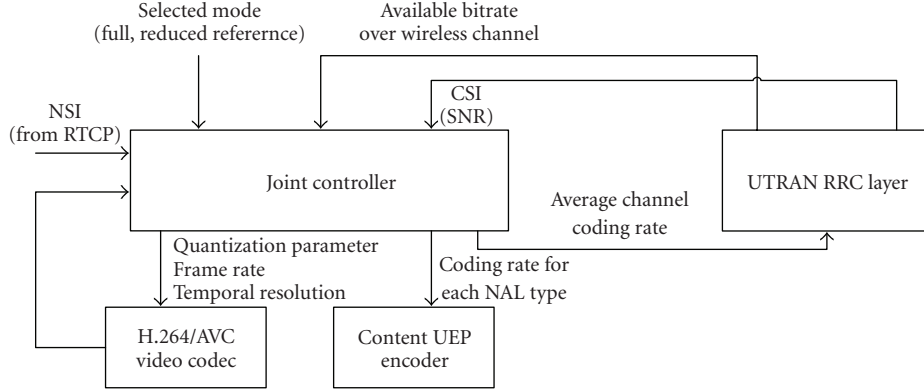 Selected mode
(full, reduced referernce)
Available bitrate
over wireless channel
NSI
(from RTCP)
CSI
(SNR)
Joint controller
UTRAN RRC layer
Average channel
coding rate
Quantization parameter
Frame rate
Temporal resolution
Coding rate for
each NAL type
H.264/AVC
video codec
Content UEP
encoder